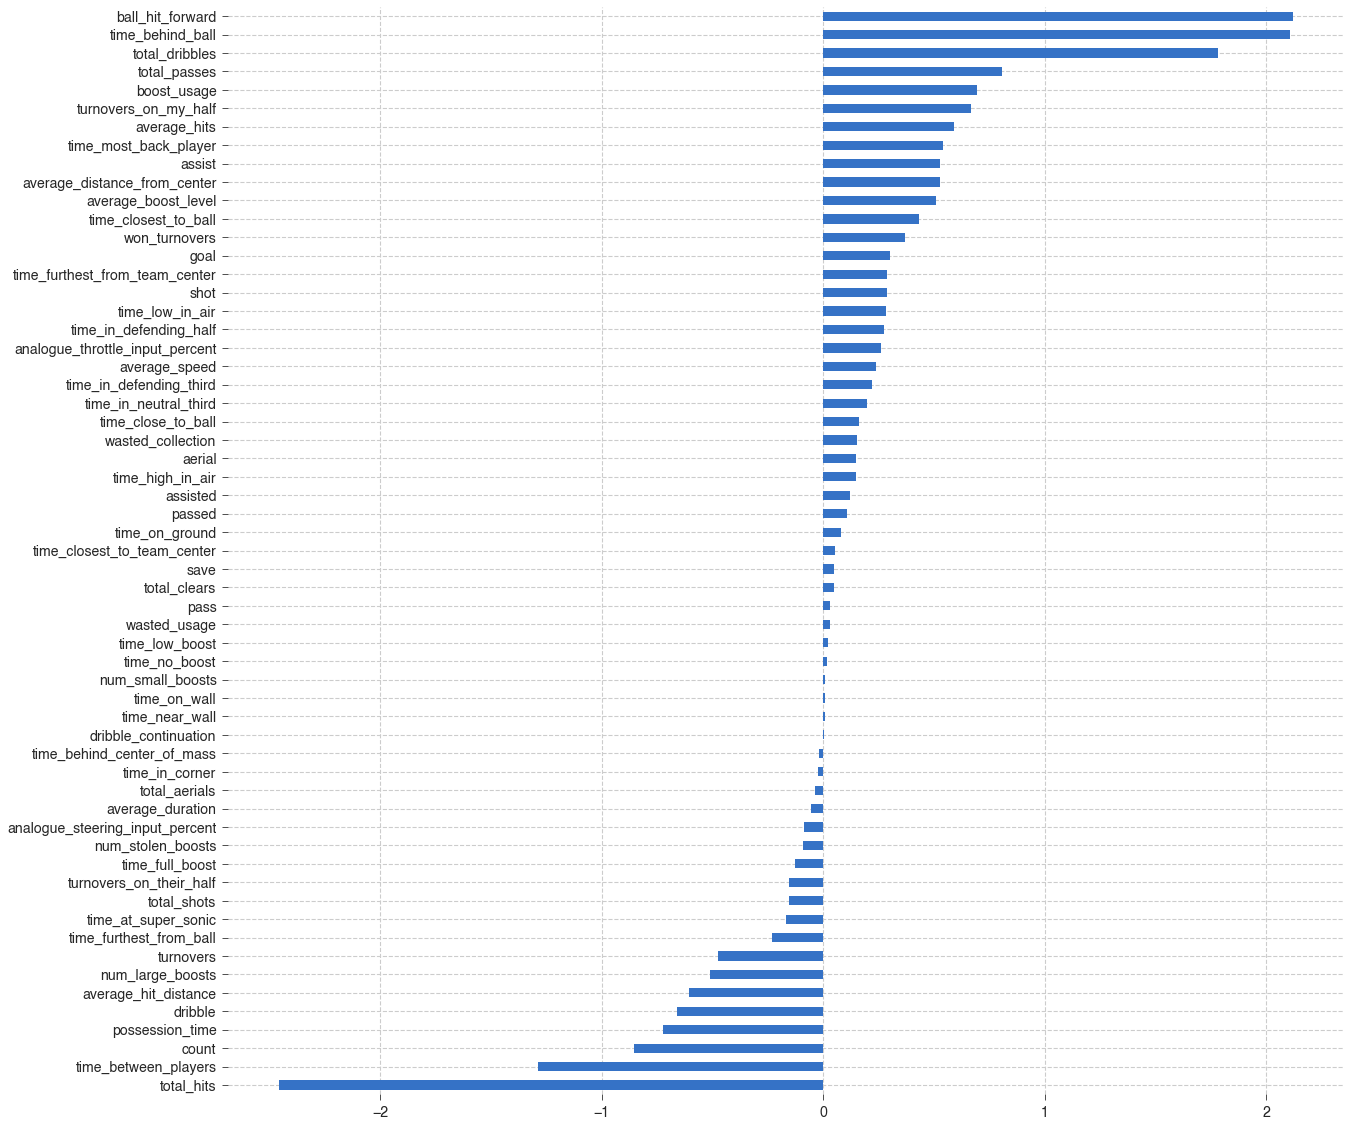 ball_hit_forward
time_behind_ball
total_dribbles
total_passes
boost_usage
turnovers_on_my_half
average_hits
time_most_back_player
assist
average_distance_from_center
average_boost_level
time_closest_to_ball
won_turnovers
goal
time_furthest_from_team_center
shot
time_low_in_air
time_in_defending_half
analogue_throttle_input_percent
average_speed
time_in_defending_third
time_in_neutral_third
time_close_to_ball
wasted_collection
aerial
time_high_in_air
assisted
passed
time_on_ground
time_closest_to_team_center
save
total_clears
pass
wasted_usage
time_low_boost
time_no_boost
num_small_boosts
time_on_wall
time_near_wall
dribble_continuation
time_behind_center_of_mass
time_in_corner
total_aerials
average_duration
analogue_steering_input_percent
num_stolen_boosts
time_full_boost
turnovers_on_their_half
total_shots
time_at_super_sonic
time_furthest_from_ball
turnovers
num_large_boosts
average_hit_distance
dribble
possession_time
count
time_between_players
total_hits
−2 −1 0 1 2